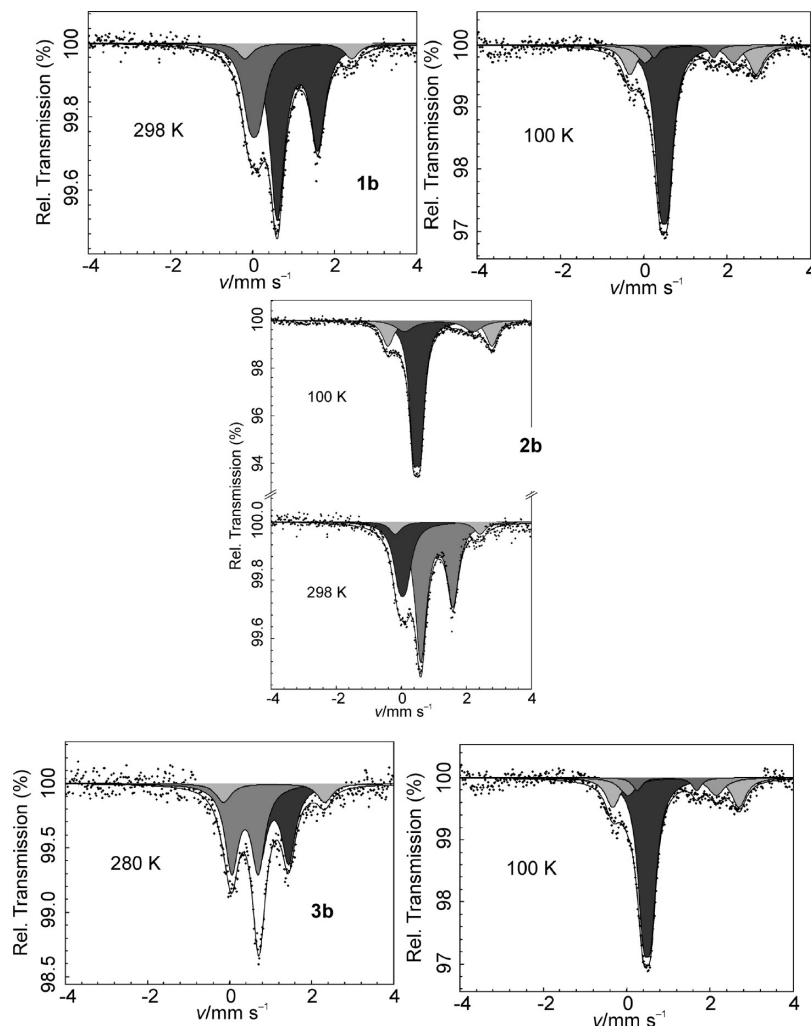 100
99.8
99.6
Rel. Transmission (%)
298 K
1b
-4 -2 0 2 4
v/mm s⁻¹
100
99
98
97
Rel. Transmission (%)
100 K
-4 -2 0 2 4
v/mm s⁻¹
100
98
96
94
100 K
2b
Rel. Transmission (%)
100.0
99.8
99.6
298 K
-4 -2 0 2 4
v/mm s⁻¹
100
99.5
99.0
98.5
Rel. Transmission (%)
280 K
3b
-4 -2 0 2 4
v/mm s⁻¹
100
99
98
97
Rel. Transmission (%)
100 K
-4 -2 0 2 4
v/mm s⁻¹